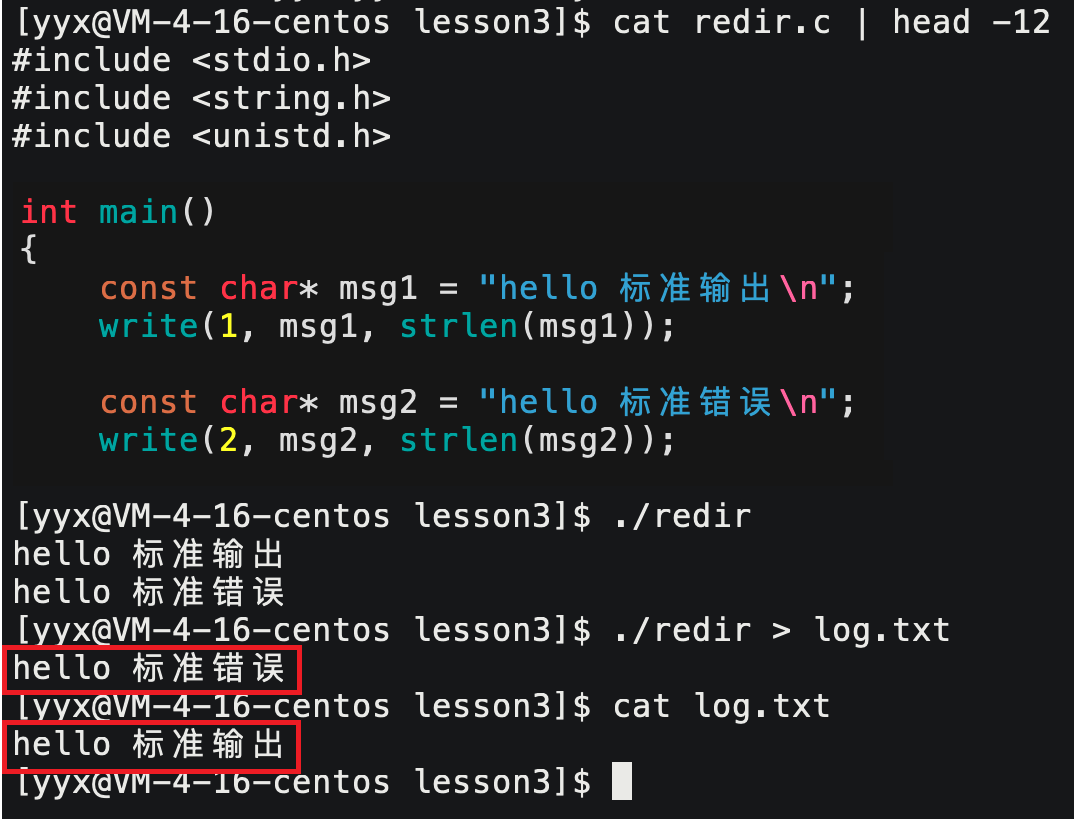 [yyx@VM-4-16-centos lesson3]$ cat redir.c | head -12
#include <stdio.h>
#include <string.h>
#include <unistd.h>
int main()
{
    const char* msg1 = "hello 标准输出\n";
    write(1, msg1, strlen(msg1));
    const char* msg2 = "hello 标准错误\n";
    write(2, msg2, strlen(msg2));
[yyx@VM-4-16-centos lesson3]$ ./redir
hello 标准输出
hello 标准错误
[yyx@VM-4-16-centos lesson3]$ ./redir > log.txt
hello 标准错误
[yyx@VM-4-16-centos lesson3]$ cat log.txt
hello 标准输出
[yyx@VM-4-16-centos lesson3]$